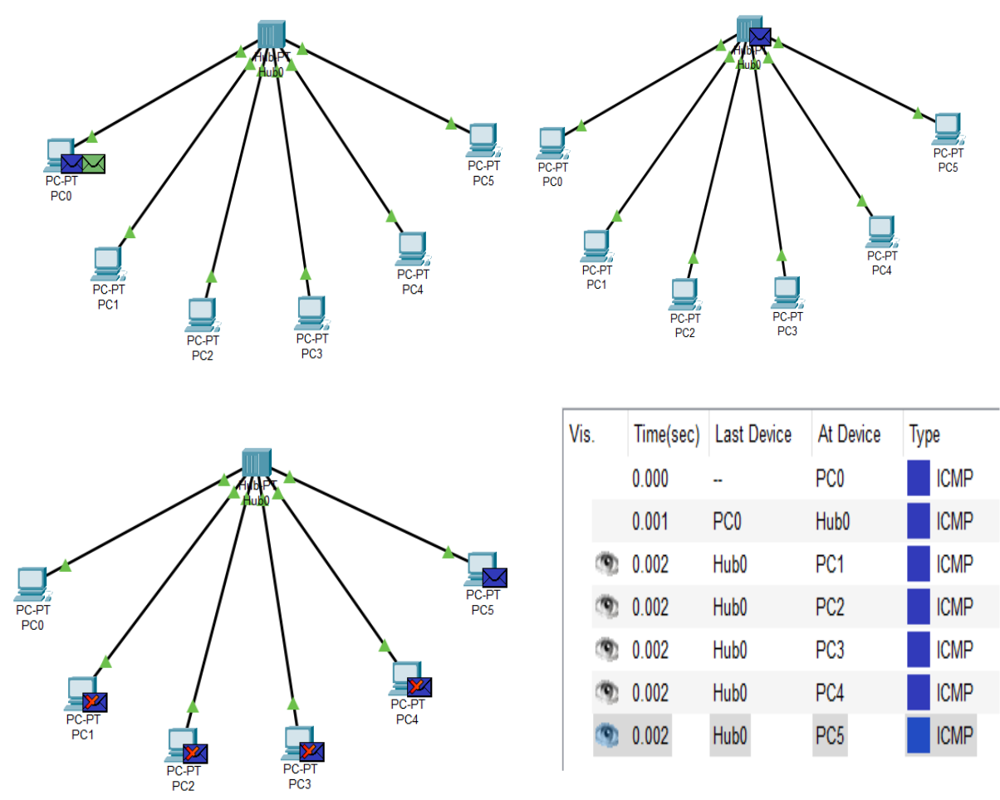 Hub-PT
Hub0
PC-PT
PC0
PC-PT
PC1
PC-PT
PC2
PC-PT
PC3
PC-PT
PC4
PC-PT
PC5
Hub-P
Hub0
PC-PT
PC0
PC-PT
PC1
PC-PT
PC2
PC-PT
PC3
PC-PT
PC4
PC-PT
PC5
Hub-PT
Hub0
PC-PT
PC0
PC-PT
PC1
PC-PT
PC2
PC-PT
PC3
PC-PT
PC4
PC-PT
PC5
Vis. Time(sec) Last Device At Device Type
0.000 -- PC0 ICMP
0.001 PC0 Hub0 ICMP
0.002 Hub0 PC1 ICMP
0.002 Hub0 PC2 ICMP
0.002 Hub0 PC3 ICMP
0.002 Hub0 PC4 ICMP
0.002 Hub0 PC5 ICMP